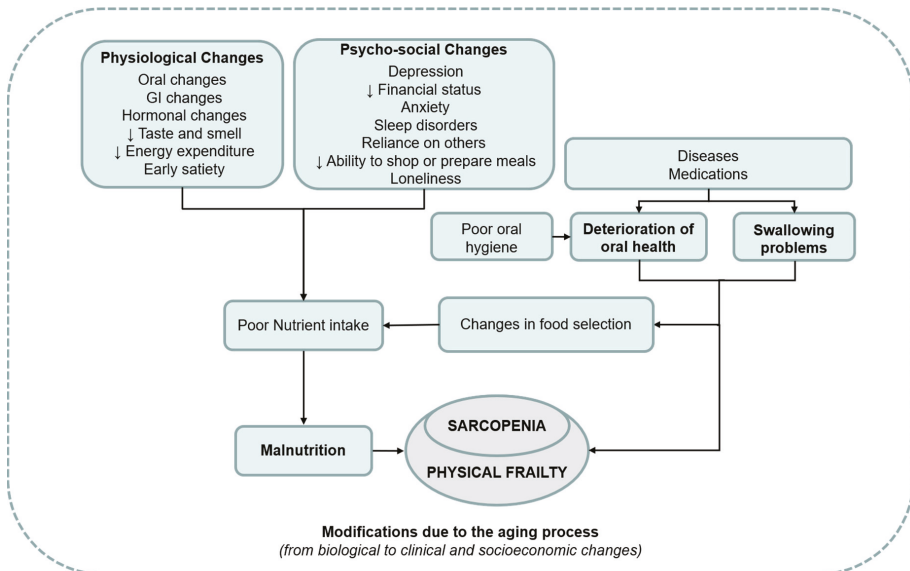 Physiological Changes
Oral changes
GI changes
Hormonal changes
↓ Taste and smell
↓ Energy expenditure
Early satiety
Psycho-social Changes
Depression
↓ Financial status
Anxiety
Sleep disorders
Reliance on others
↓ Ability to shop or prepare meals
Loneliness
Diseases
Medications
Poor oral
hygiene
Deterioration of
oral health
Swallowing
problems
Poor Nutrient intake
Changes in food selection
Malnutrition
SARCOPENIA
PHYSICAL FRAILTY
Modifications due to the aging process
(from biological to clinical and socioeconomic changes)